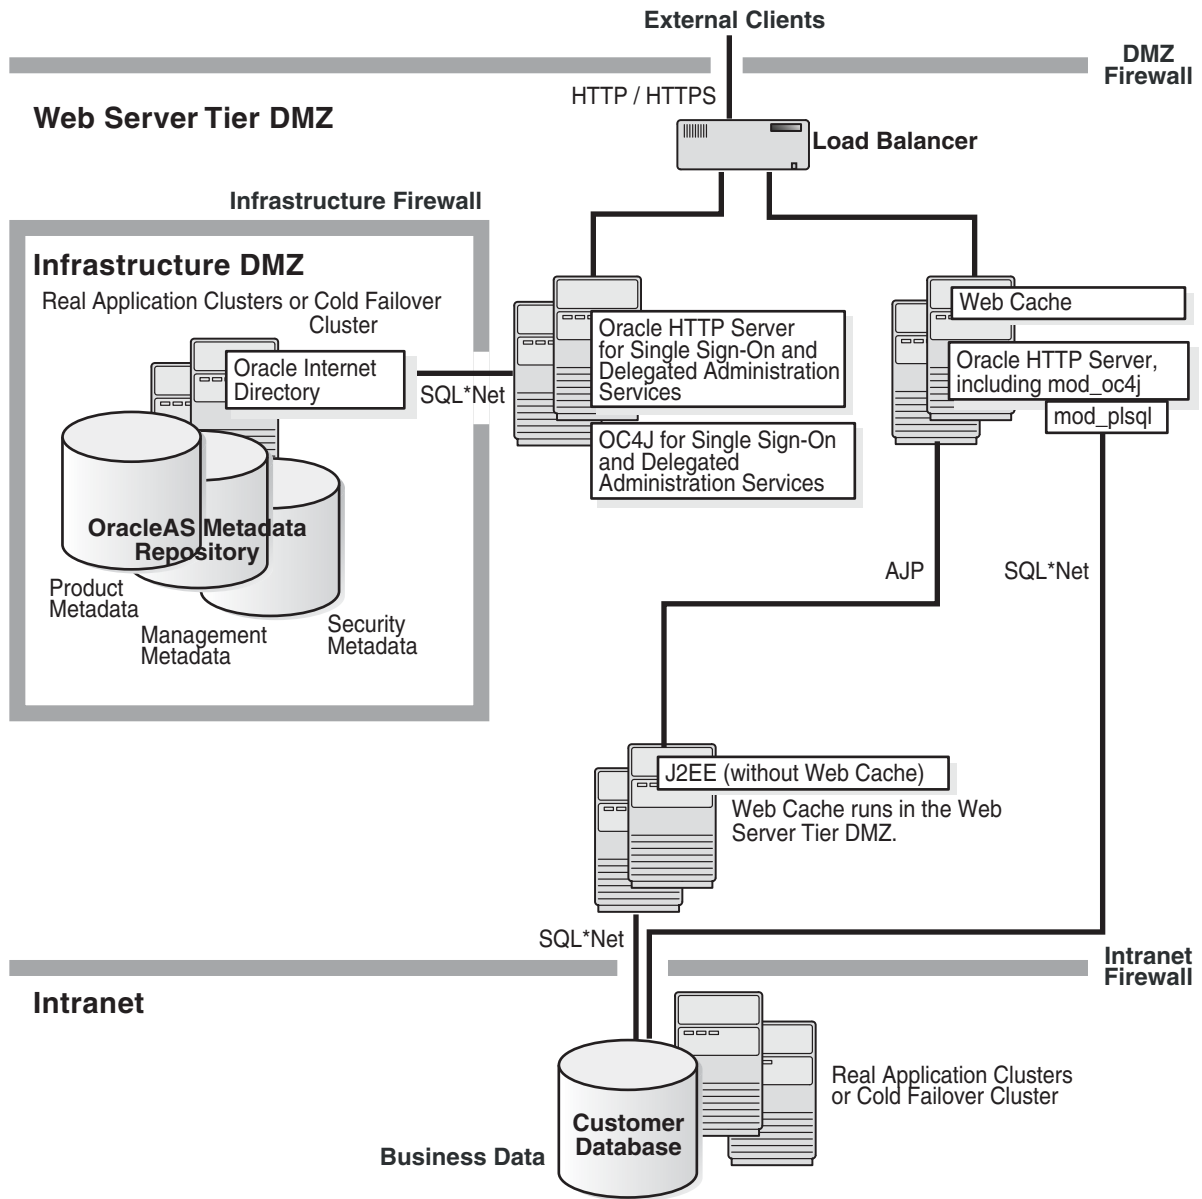 External Clients
DMZ
Firewall
HTTP / HTTPS
Web Server Tier DMZ
Load Balancer
Infrastructure Firewall
Infrastructure DMZ
Real Application Clusters or Cold Failover
Cluster
Oracle Internet
Directory
SQL*Net
Oracle HTTP Server
for Single Sign-On and
Delegated Administration
Services
OC4J for Single Sign-On
and Delegated
Administration Services
Web Cache
Oracle HTTP Server,
including mod_oc4j
mod_plsql
OracleAS Metadata
Repository
Product
Metadata
Management
Metadata
Security
Metadata
AJP
SQL*Net
J2EE (without Web Cache)
Web Cache runs in the Web
Server Tier DMZ.
SQL*Net
Intranet
Firewall
Intranet
Real Application Clusters
or Cold Failover Cluster
Customer
Database
Business Data